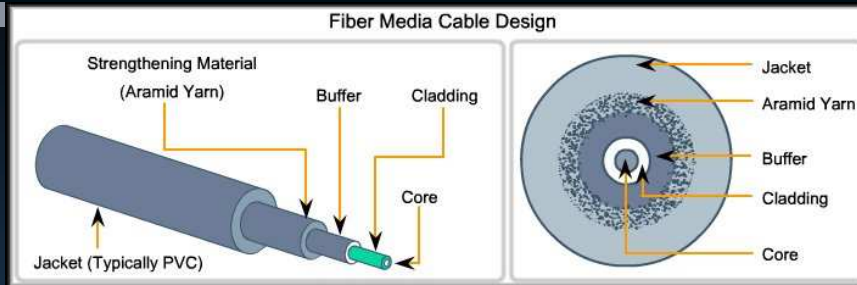 Fiber Media Cable Design
Strengthening Material
(Aramid Yarn)
Buffer
Cladding
Core
Jacket (Typically PVC)
Jacket
Aramid Yarn
Buffer
Cladding
Core